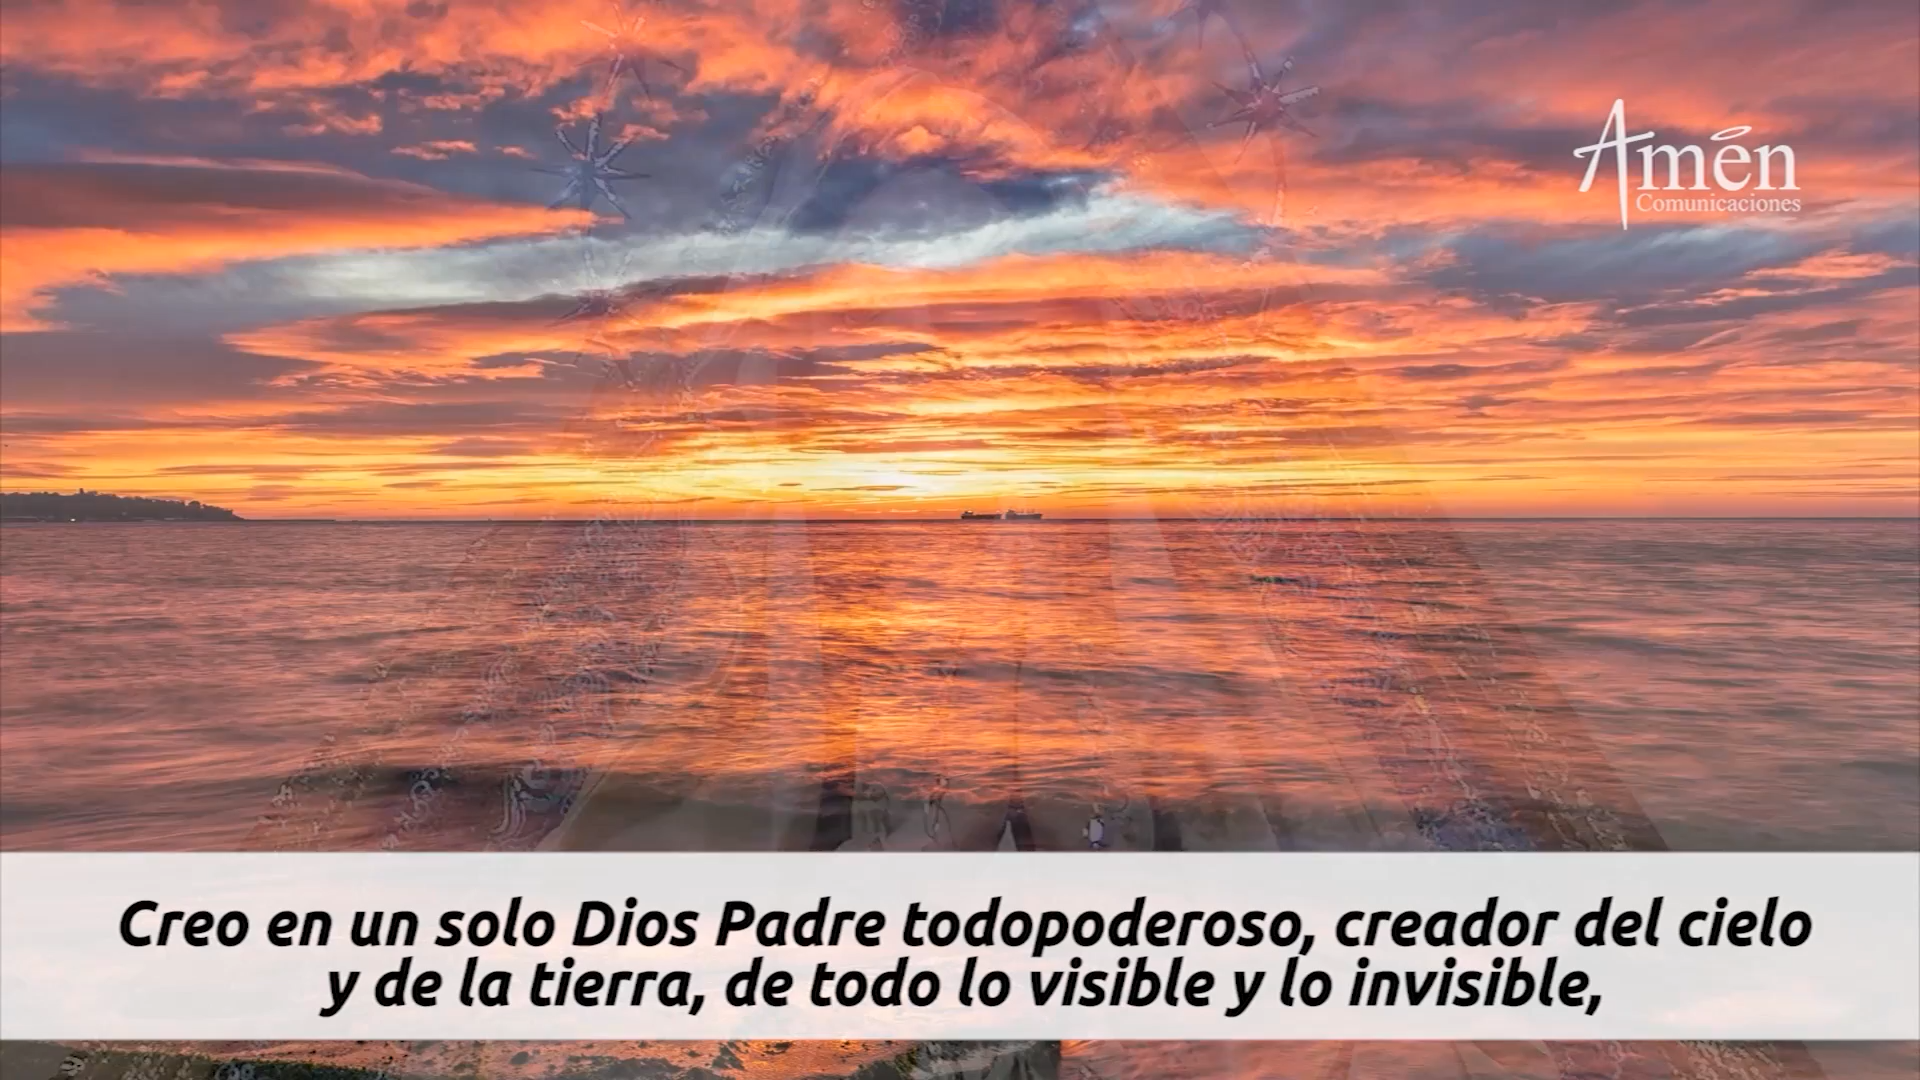 Amén
Comunicaciones
Creo en un solo Dios Padre todopoderoso, creador del cielo
y de la tierra, de todo lo visible y lo invisible,